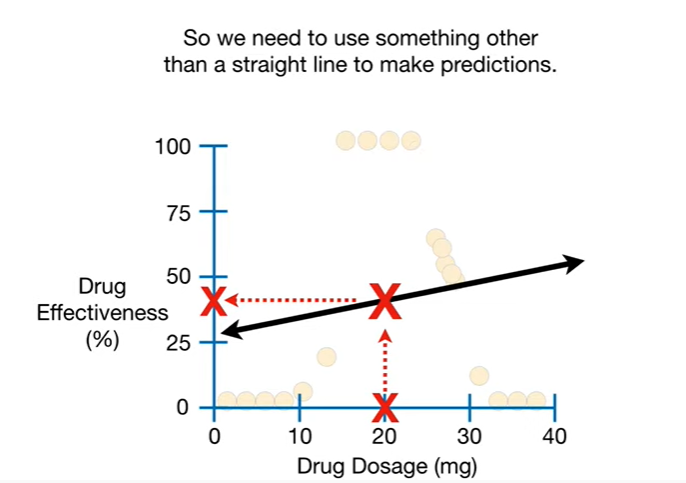 So we need to use something other
than a straight line to make predictions.
100
75
50
25
0
Drug
Effectiveness
(%)
0 10 20 30 40
Drug Dosage (mg)